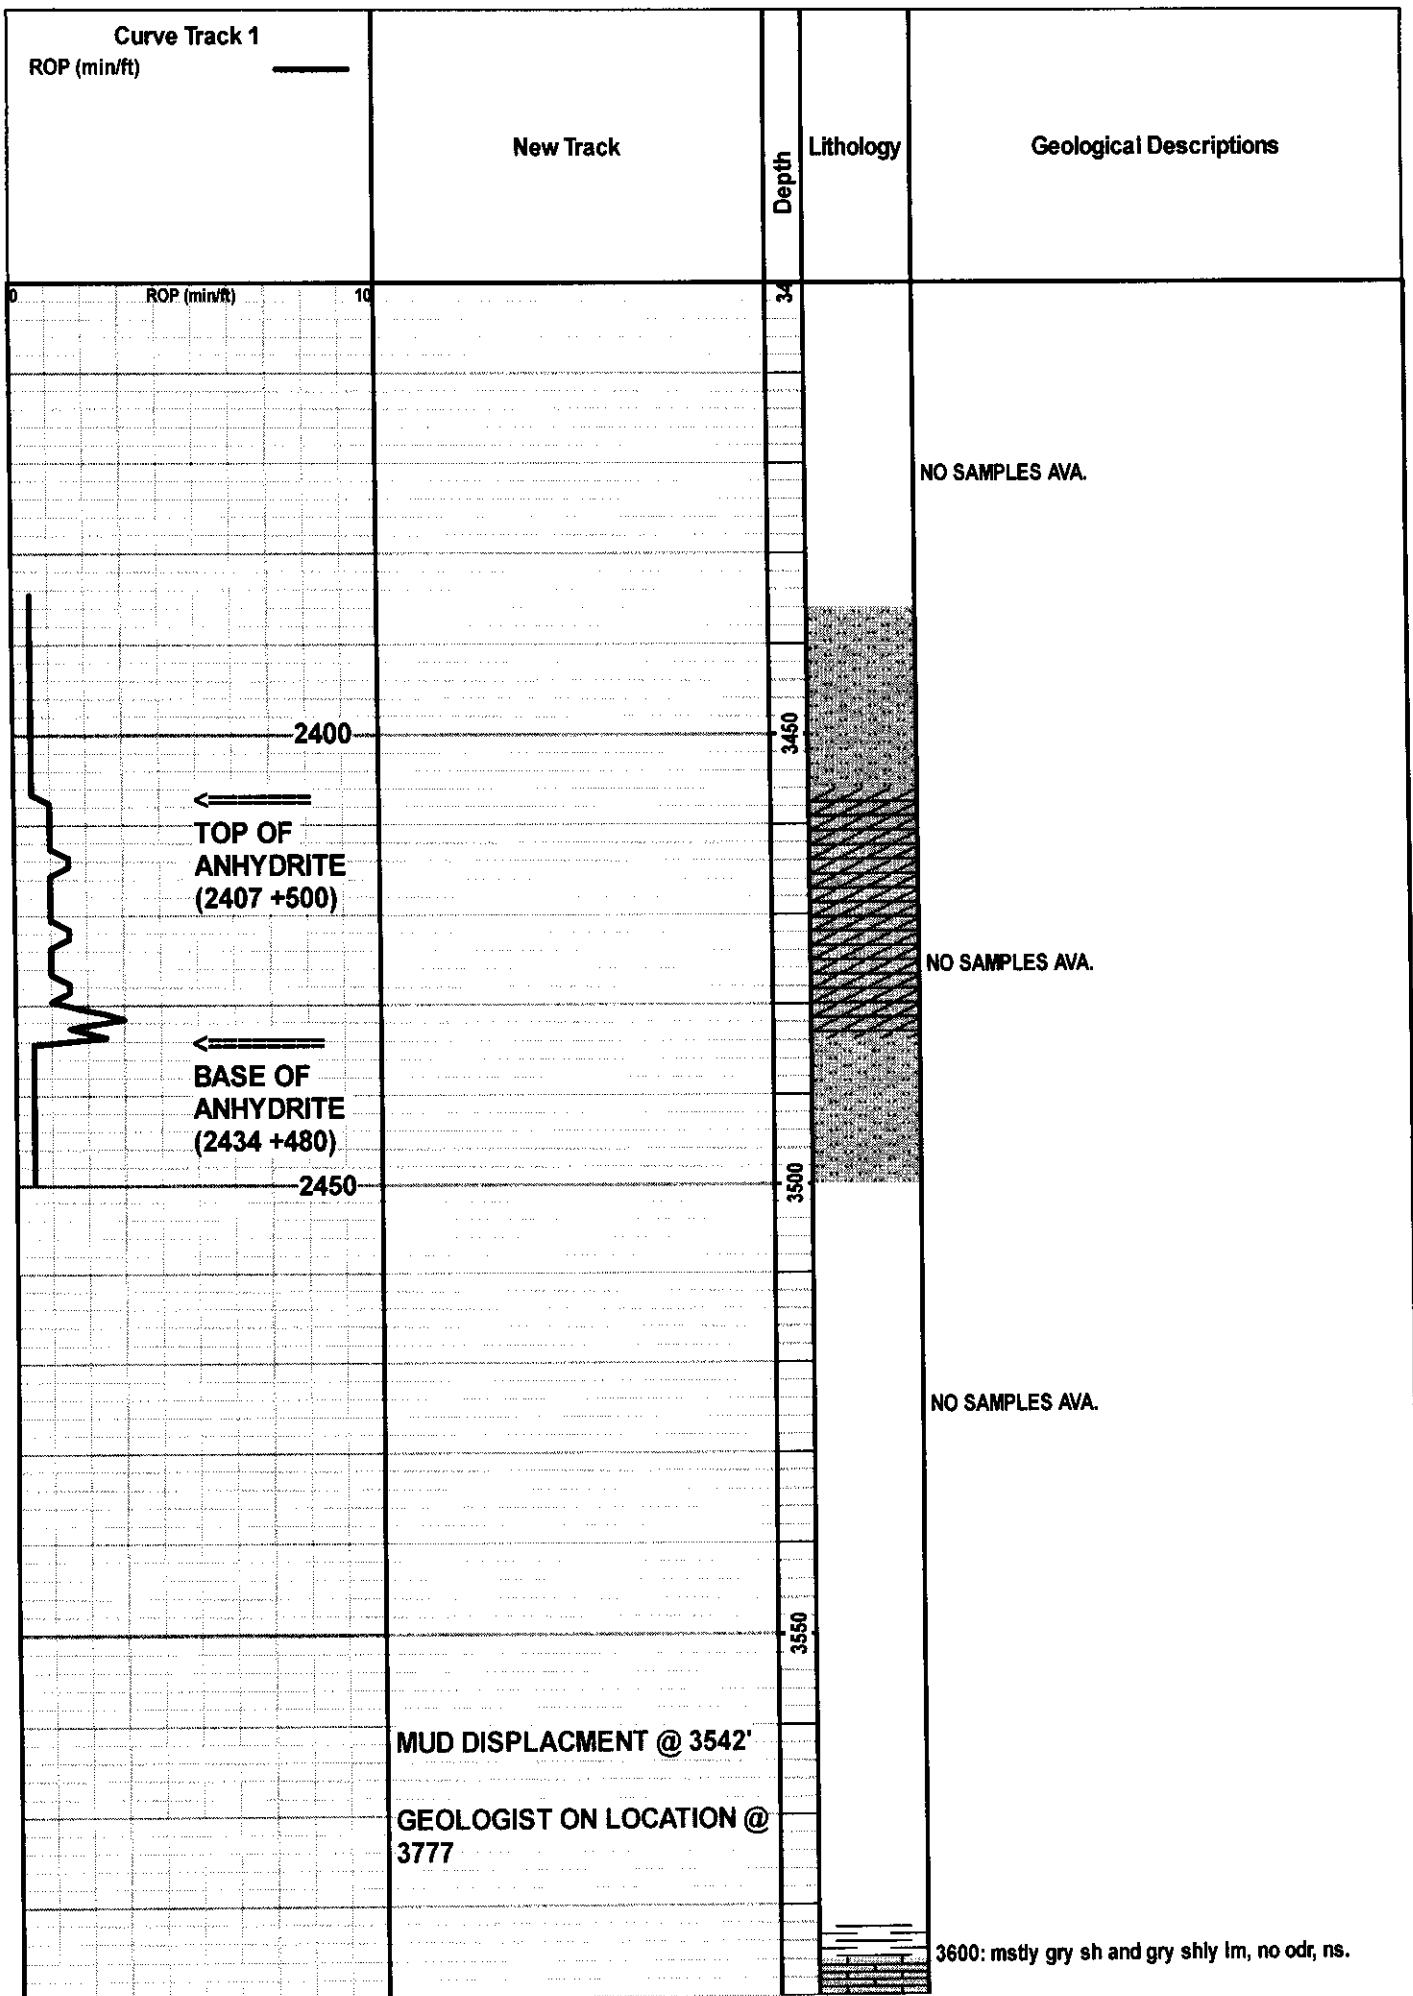 Curve Track 1
ROP (min/ft)
New Track
Depth
Lithology
Geological Descriptions
0 ROP (min/ft) 10
34
NO SAMPLES AVA.
2400
3450
<=======
TOP OF
ANHYDRITE
(2407 +500)
NO SAMPLES AVA.
<========
BASE OF
ANHYDRITE
(2434 +480)
2450
3500
NO SAMPLES AVA.
3550
MUD DISPLACMENT @ 3542'
GEOLOGIST ON LOCATION @
3777
3600: mstly gry sh and gry shly lm, no odr, ns.